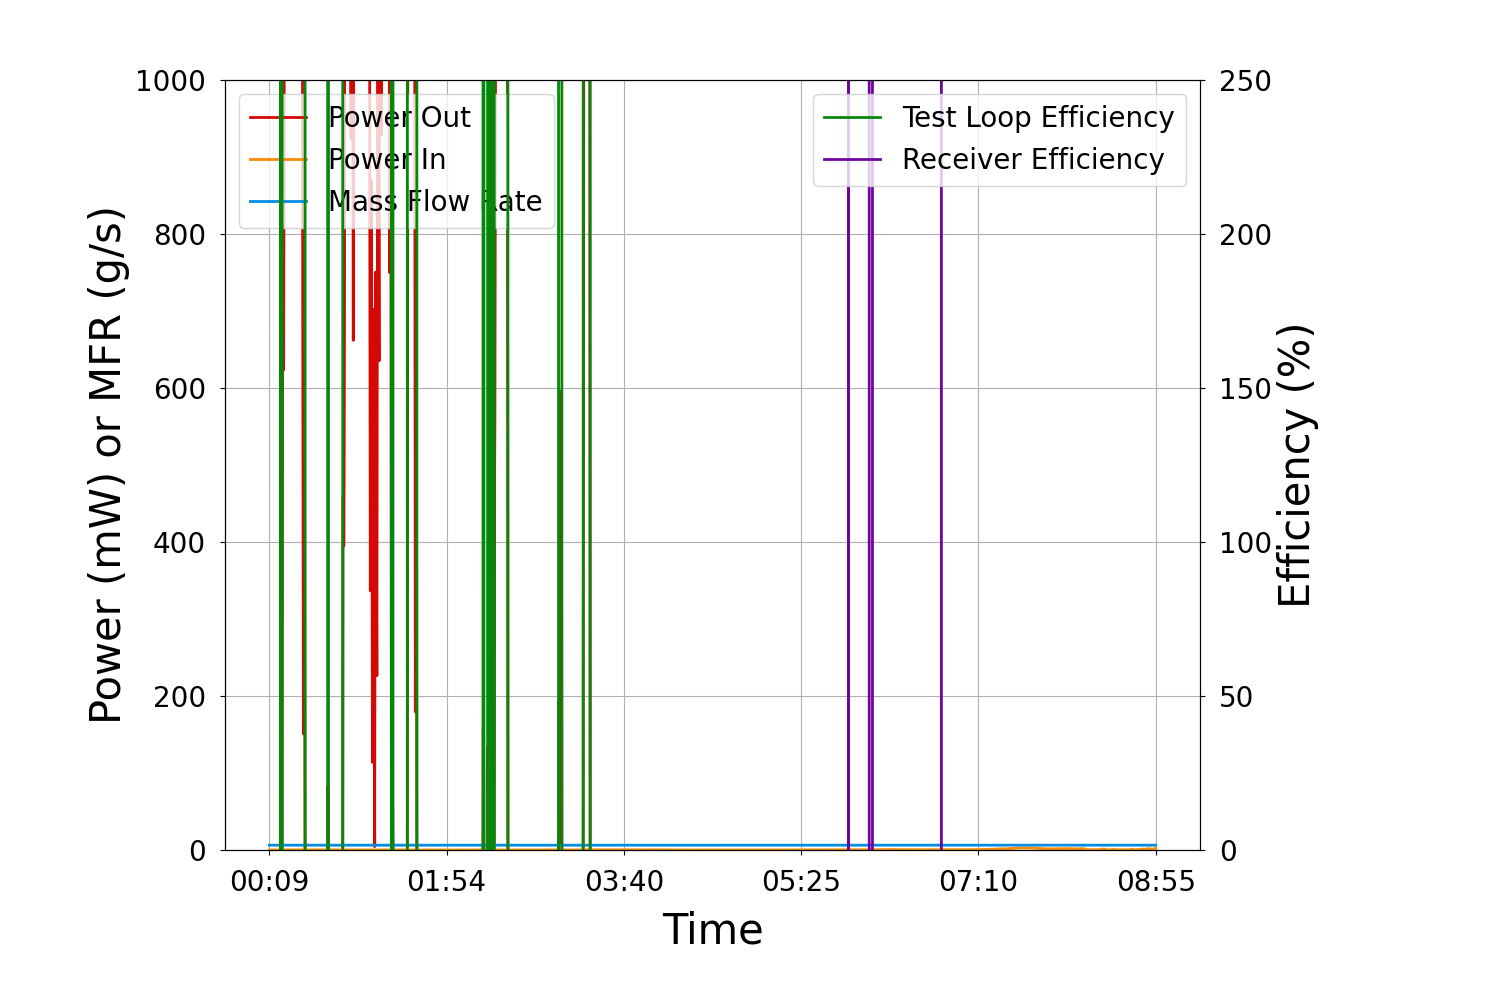 Power (mW) or MFR (g/s)
1000
800
600
400
200
0
Power Out
Power In
Mass Flow Rate
Test Loop Efficiency
Receiver Efficiency
250
200
150
100
50
0
Efficiency (%)
00:09 01:54 03:40 05:25 07:10 08:55
Time